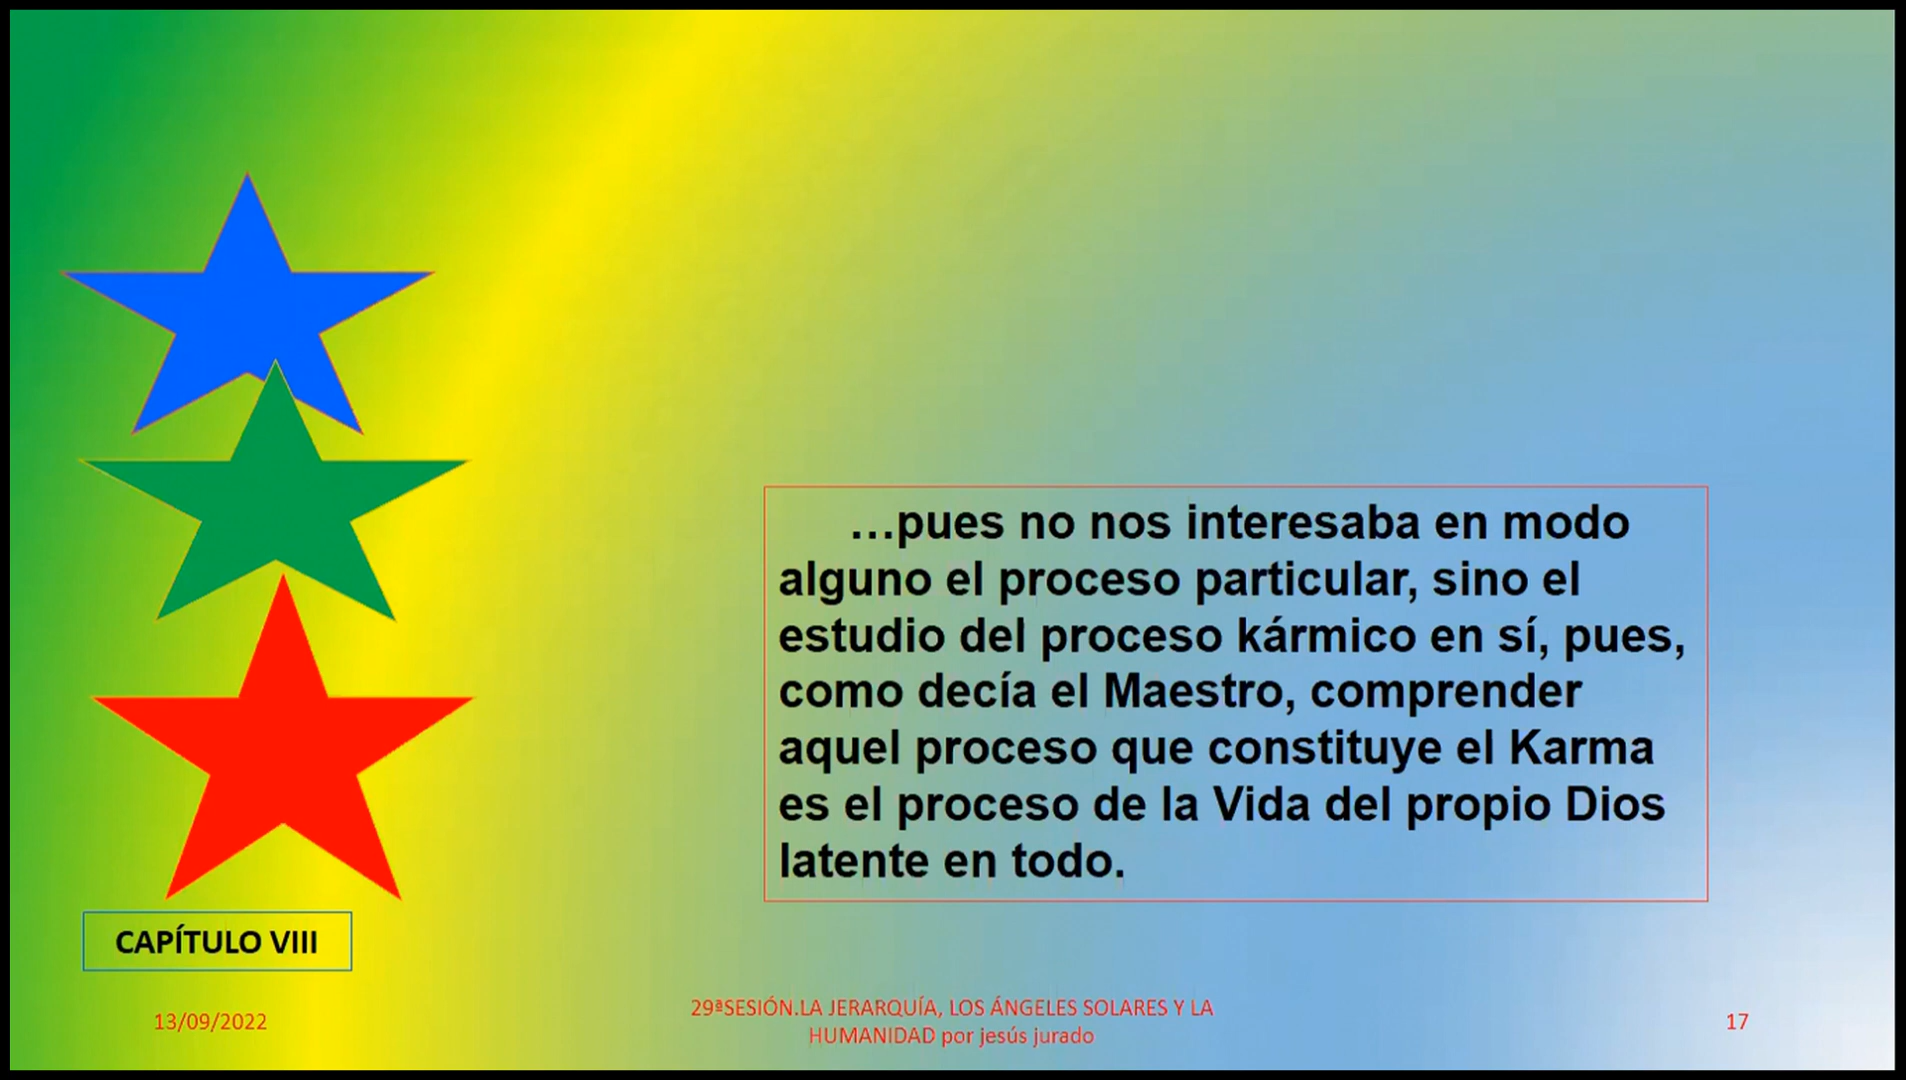 …pues no nos interesaba en modo
alguno el proceso particular, sino el
estudio del proceso kármico en sí, pues,
como decía el Maestro, comprender
aquel proceso que constituye el Karma
es el proceso de la Vida del propio Dios
latente en todo.
CAPÍTULO VIII
13/09/2022
29ªSESIÓN.LA JERARQUÍA, LOS ÁNGELES SOLARES Y LA
HUMANIDAD por jesús jurado
17